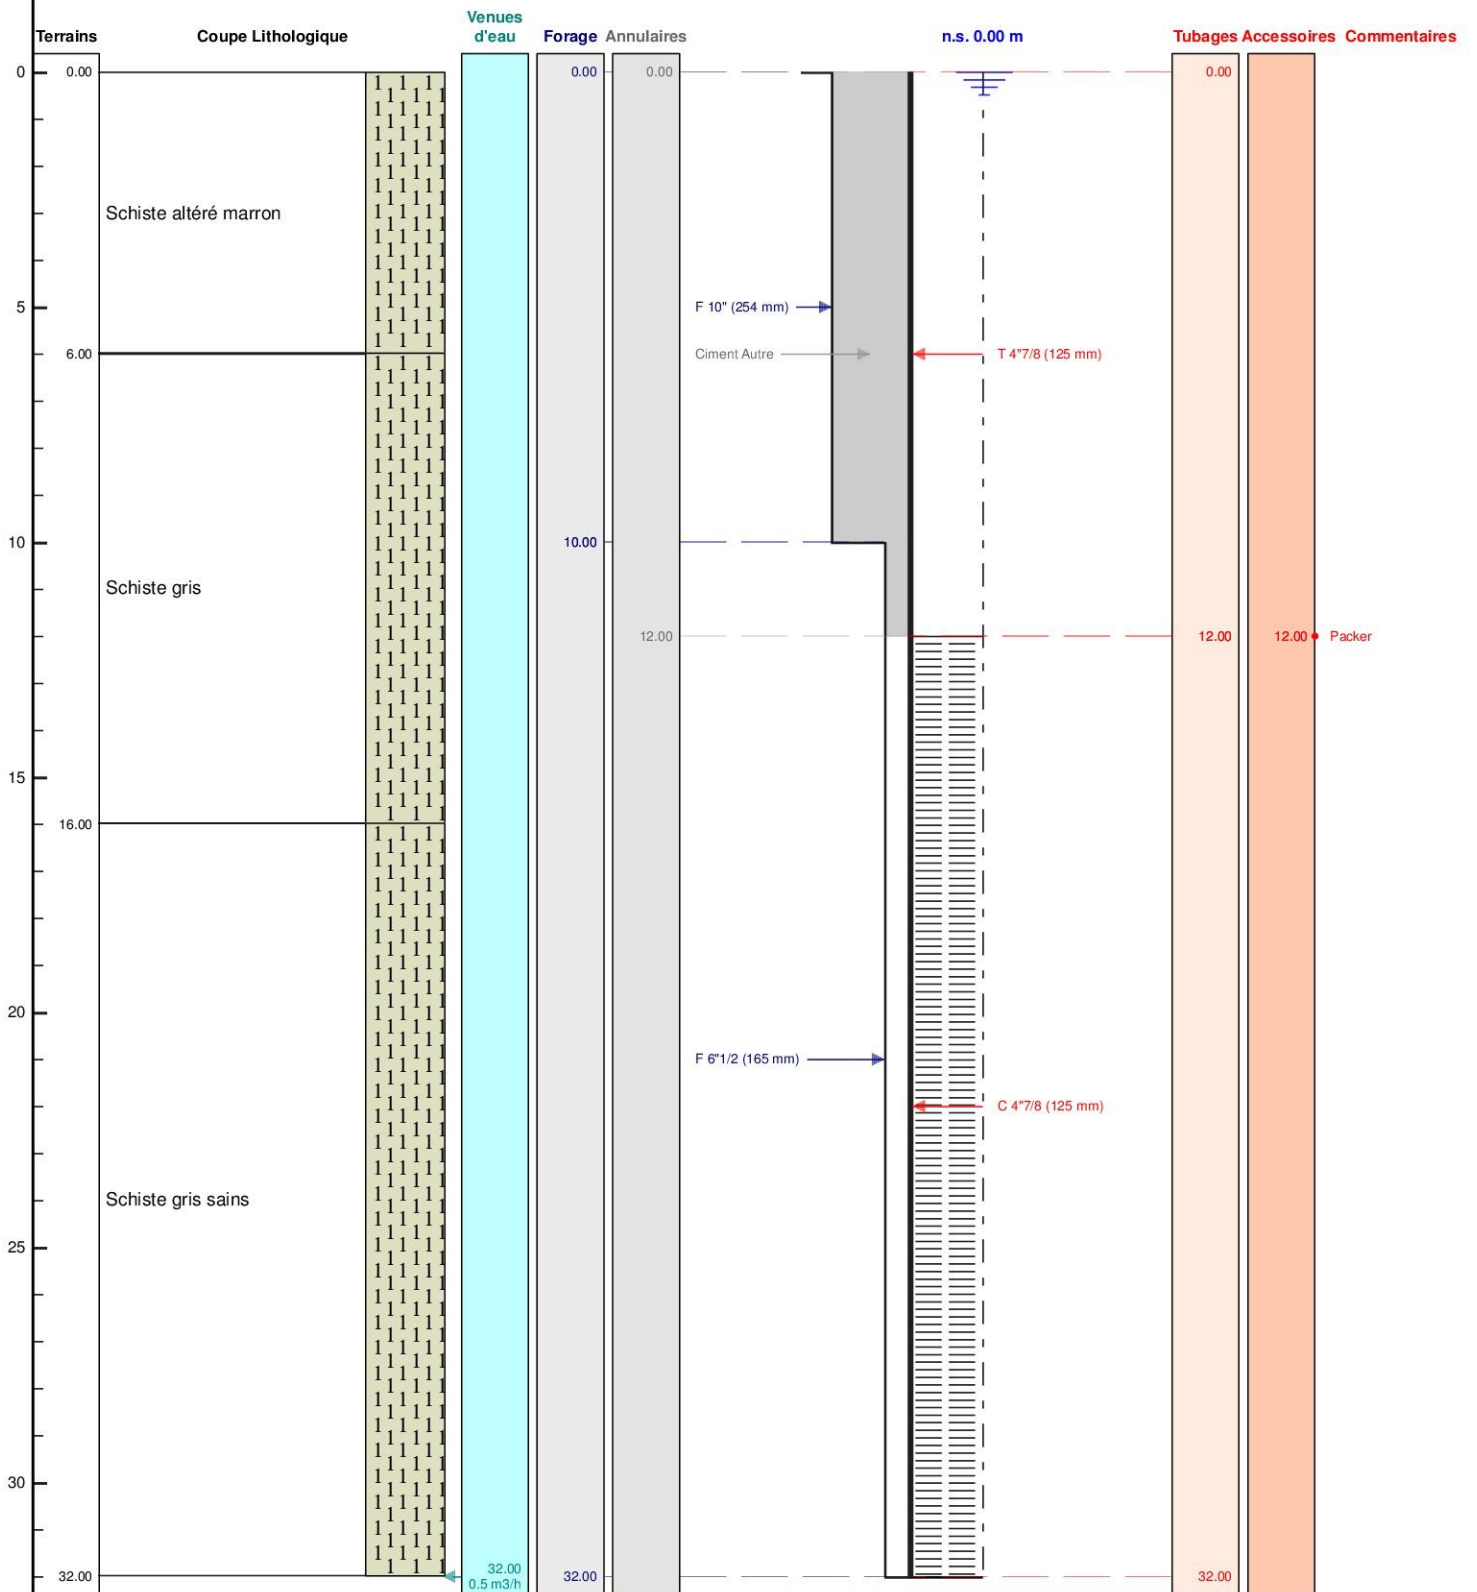 Terrains
Coupe Lithologique
Venues
d'eau
Forage
Annulaires
n.s. 0.00 m
Tubages
Accessoires
Commentaires
0
0.00
0.00
0.00
0.00
Schiste altéré marron
5
F 10" (254 mm)
6.00
Ciment Autre
T 4"7/8 (125 mm)
10
10.00
Schiste gris
12.00
12.00
12.00
Packer
15
16.00
20
F 6"1/2 (165 mm)
C 4"7/8 (125 mm)
Schiste gris sains
25
30
32.00
32.00
0.5 m3/h
32.00
32.00